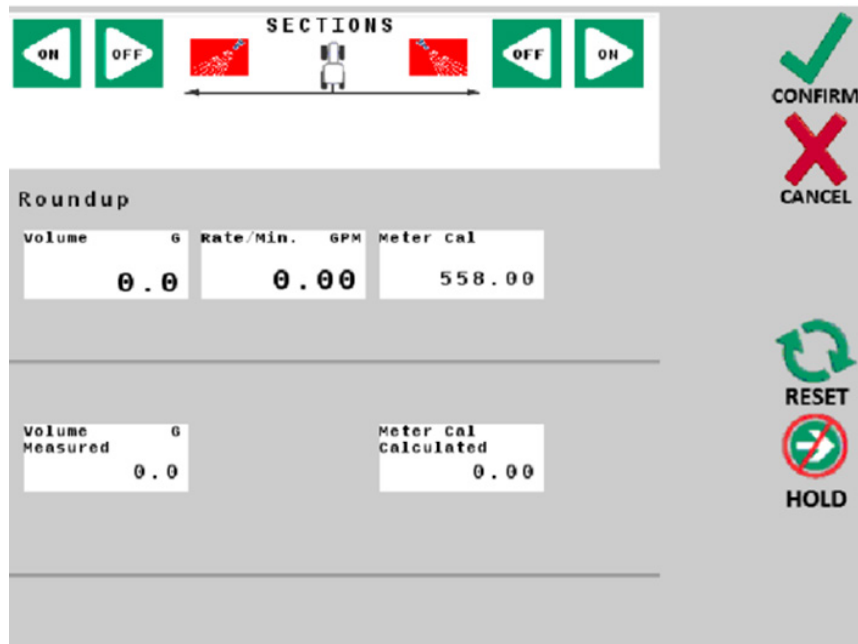 SECTIONS
ON OFF OFF ON
CONFIRM
CANCEL
Roundup
Volume G Rate/Min. GPM Meter Cal
0.0 0.00 558.00
RESET
Volume G Meter Cal
Measured Calculated
0.0 0.00
HOLD